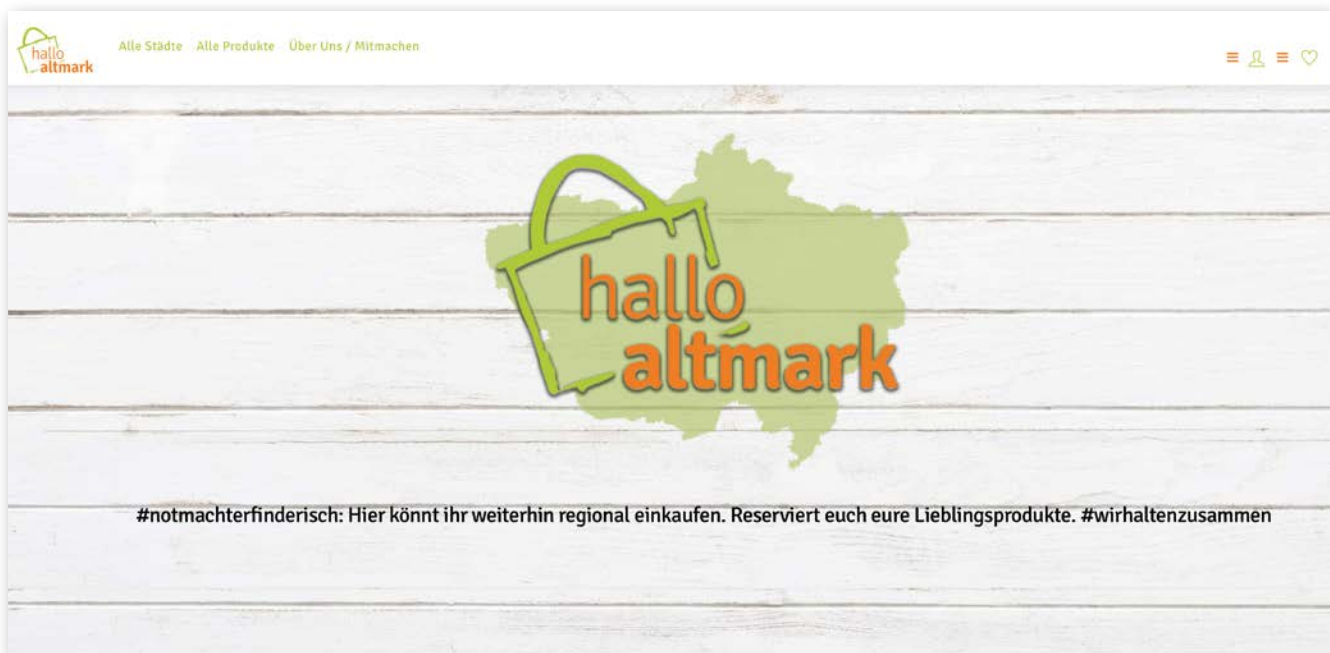 hallo
altmark
Alle Städte Alle Produkte Über Uns / Mitmachen
hallo
altmark
#notmachterfinderisch: Hier könnt ihr weiterhin regional einkaufen. Reserviert euch eure Lieblingsprodukte. #wirhaltenzusammen